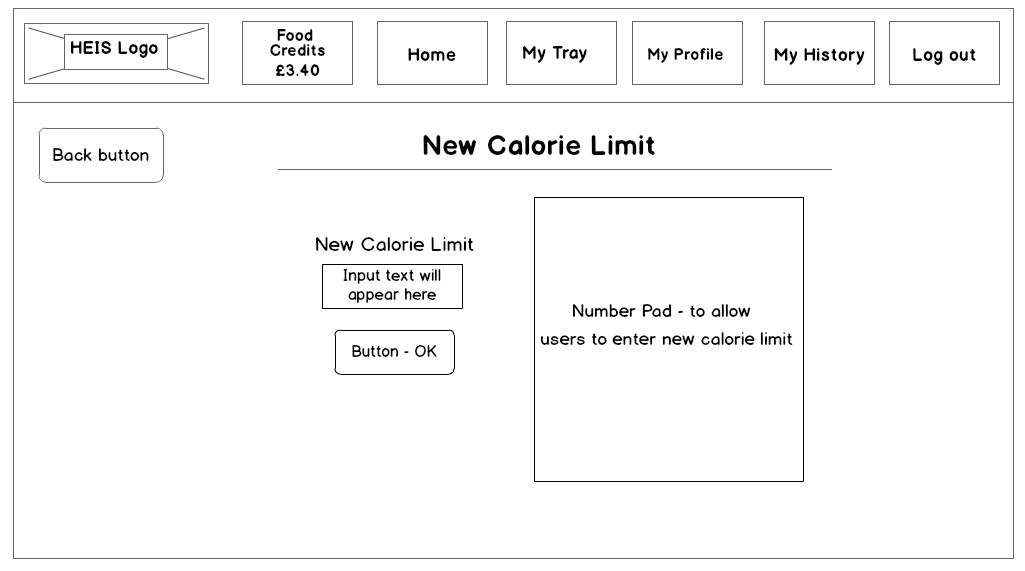 HEIS Logo
Food
Credits
£3.40
Home
My Tray
My Profile
My History
Log out
Back button
New Calorie Limit
New Calorie Limit
Input text will
appear here
Button - OK
Number Pad - to allow
users to enter new calorie limit